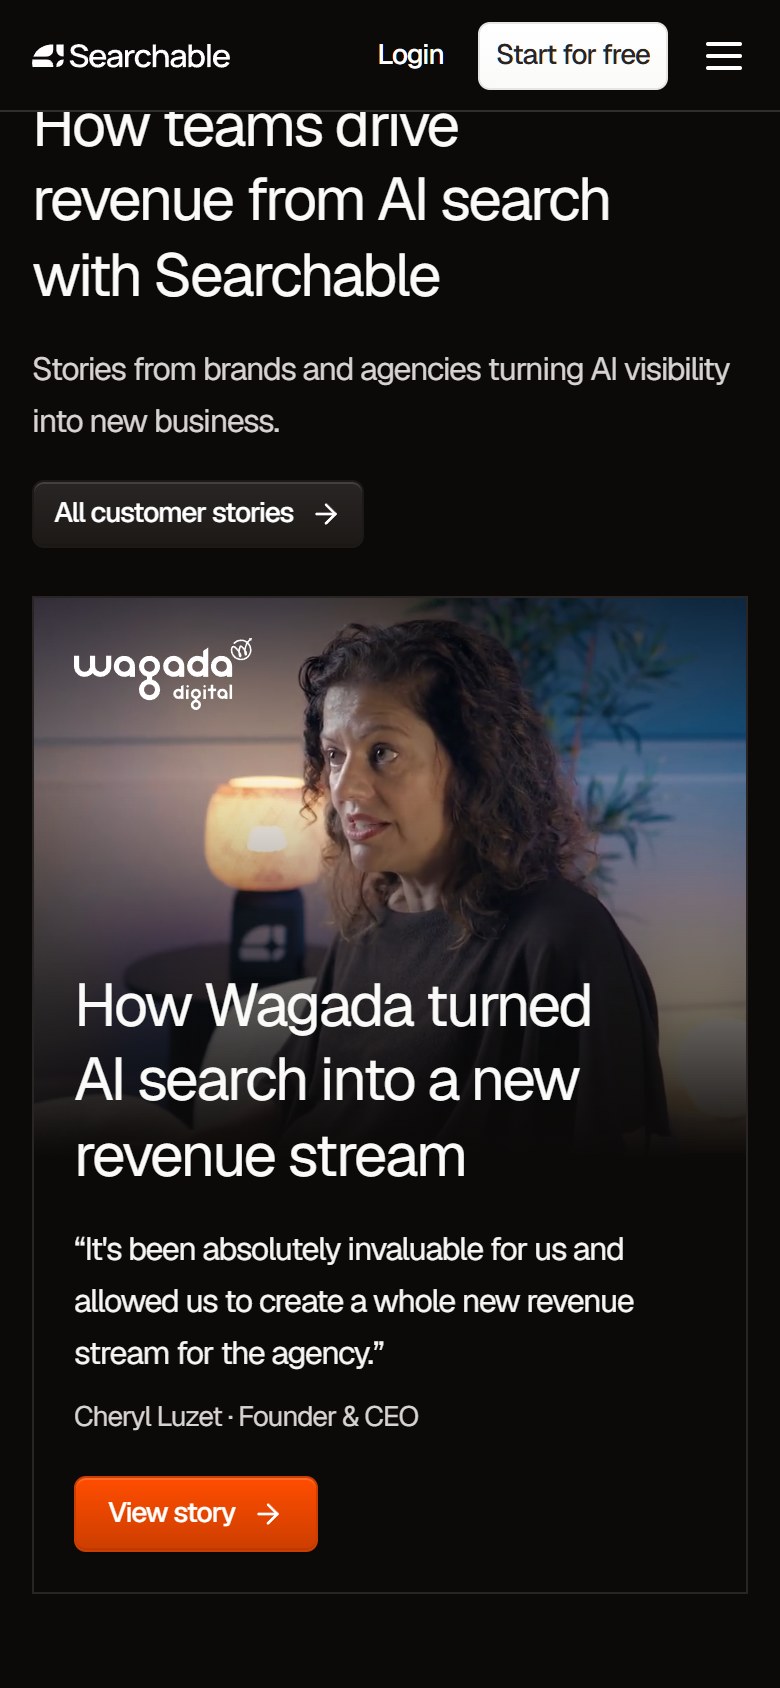 Searchable
Login
Start for free
How teams drive
revenue from AI search
with Searchable
Stories from brands and agencies turning AI visibility
into new business.
All customer stories
wagada
digital
How Wagada turned
AI search into a new
revenue stream
“It's been absolutely invaluable for us and
allowed us to create a whole new revenue
stream for the agency.”
Cheryl Luzet · Founder & CEO
View story